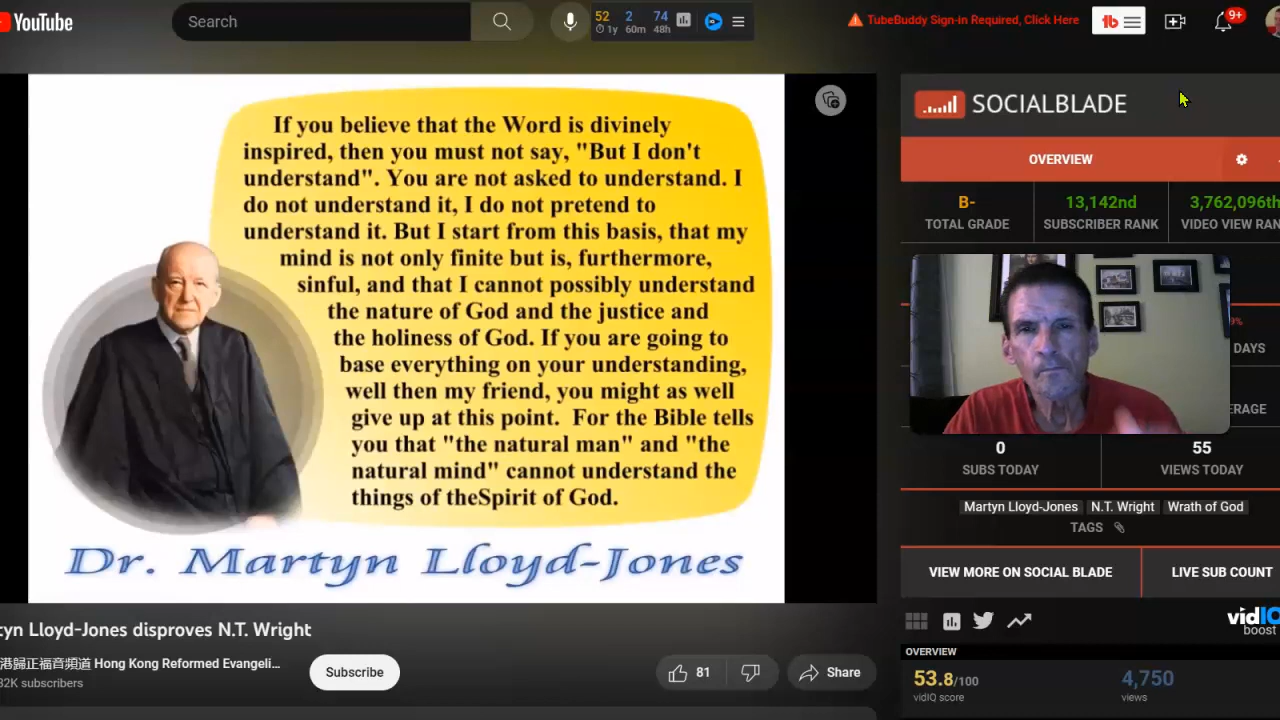 YouTube
Search
52 2 74
1y 60m 48h
TubeBuddy Sign-in Required, Click Here
tb
9+
If you believe that the Word is divinely
inspired, then you must not say, "But I don't
understand". You are not asked to understand. I
do not understand it, I do not pretend to
understand it. But I start from this basis, that my
mind is not only finite but is, furthermore,
sinful, and that I cannot possibly understand
the nature of God and the justice and
the holiness of God. If you are going to
base everything on your understanding,
well then my friend, you might as well
give up at this point. For the Bible tells
you that "the natural man" and "the
natural mind" cannot understand the
things of theSpirit of God.
Dr. Martyn Lloyd-Jones
tyn Lloyd-Jones disproves N.T. Wright
港歸正福音頻道 Hong Kong Reformed Evangeli...
32K subscribers
Subscribe
81
Share
SOCIALBLADE
OVERVIEW
B-
TOTAL GRADE
13,142nd
SUBSCRIBER RANK
3,762,096th
VIDEO VIEW RAN
9%
DAYS
ERAGE
0
SUBS TODAY
55
VIEWS TODAY
Martyn Lloyd-Jones N.T. Wright Wrath of God
TAGS
VIEW MORE ON SOCIAL BLADE
LIVE SUB COUNT
vidIQ
boost
OVERVIEW
53.8/100
vidIQ score
4,750
views